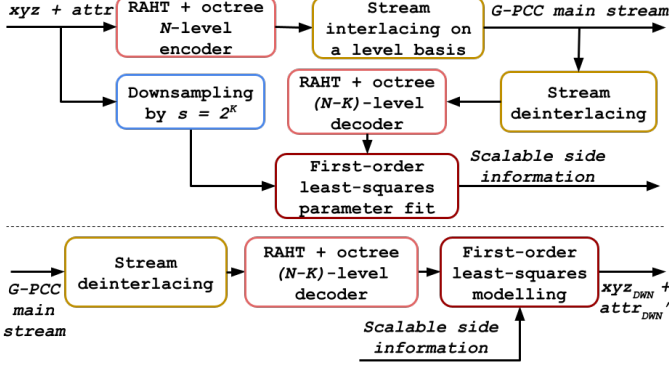 xyz + attr
RAHT + octree
N-level
encoder
Stream
interlacing on
a level basis
G-PCC main stream
Downsampling
by s = 2^K
RAHT + octree
(N-K)-level
decoder
Stream
deinterlacing
First-order
least-squares
parameter fit
Scalable side
information
G-PCC
main
stream
Stream
deinterlacing
RAHT + octree
(N-K)-level
decoder
First-order
least-squares
modelling
xyz_DWN +
attr_DWN'
Scalable side
information